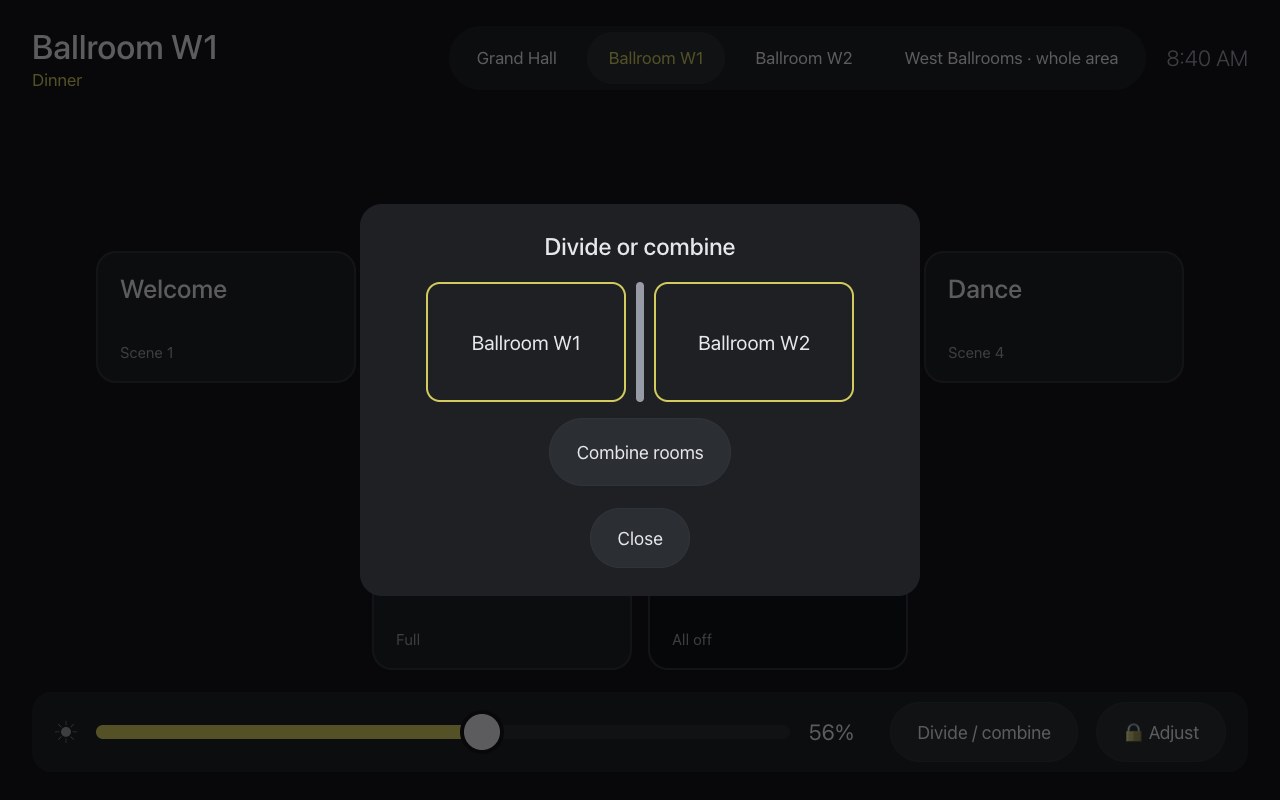 Ballroom W1
Dinner
Grand Hall
Ballroom W1
Ballroom W2
West Ballrooms · whole area
8:40 AM
Divide or combine
Welcome
Scene 1
Ballroom W1
Ballroom W2
Dance
Scene 4
Combine rooms
Close
Full
All off
56%
Divide / combine
Adjust